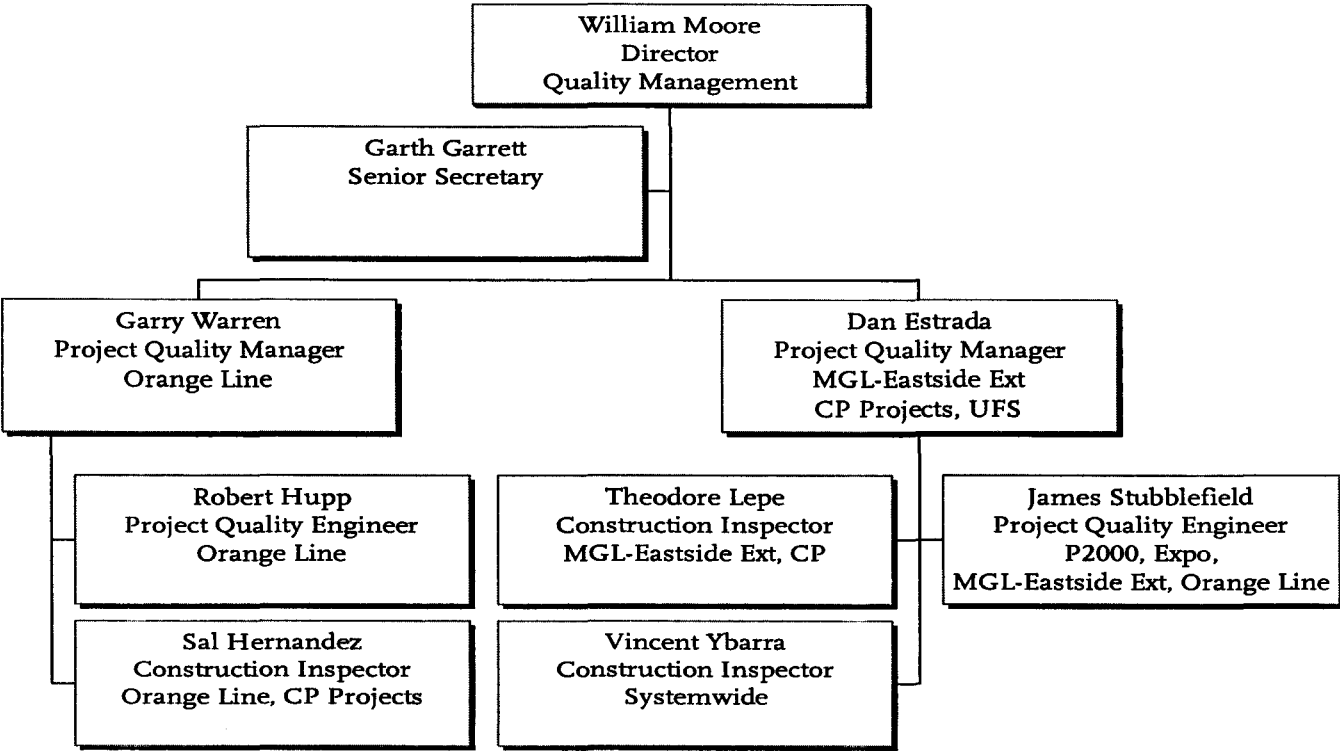 William Moore
Director
Quality Management
Garth Garrett
Senior Secretary
Garry Warren
Project Quality Manager
Orange Line
Dan Estrada
Project Quality Manager
MGL-Eastside Ext
CP Projects, UFS
Robert Hupp
Project Quality Engineer
Orange Line
Theodore Lepe
Construction Inspector
MGL-Eastside Ext, CP
James Stubblefield
Project Quality Engineer
P2000, Expo,
MGL-Eastside Ext, Orange Line
Sal Hernandez
Construction Inspector
Orange Line, CP Projects
Vincent Ybarra
Construction Inspector
Systemwide